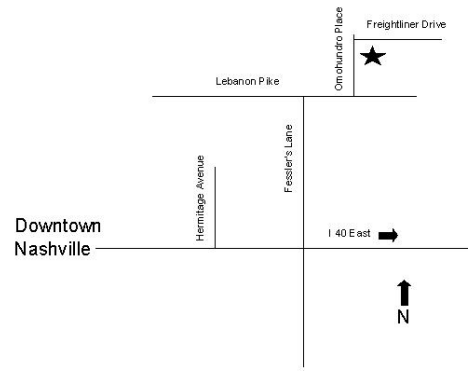 Freightliner Drive
Omohundro Place
Lebanon Pike
Fessler's Lane
Hermitage Avenue
Downtown
Nashville
I 40 East
N